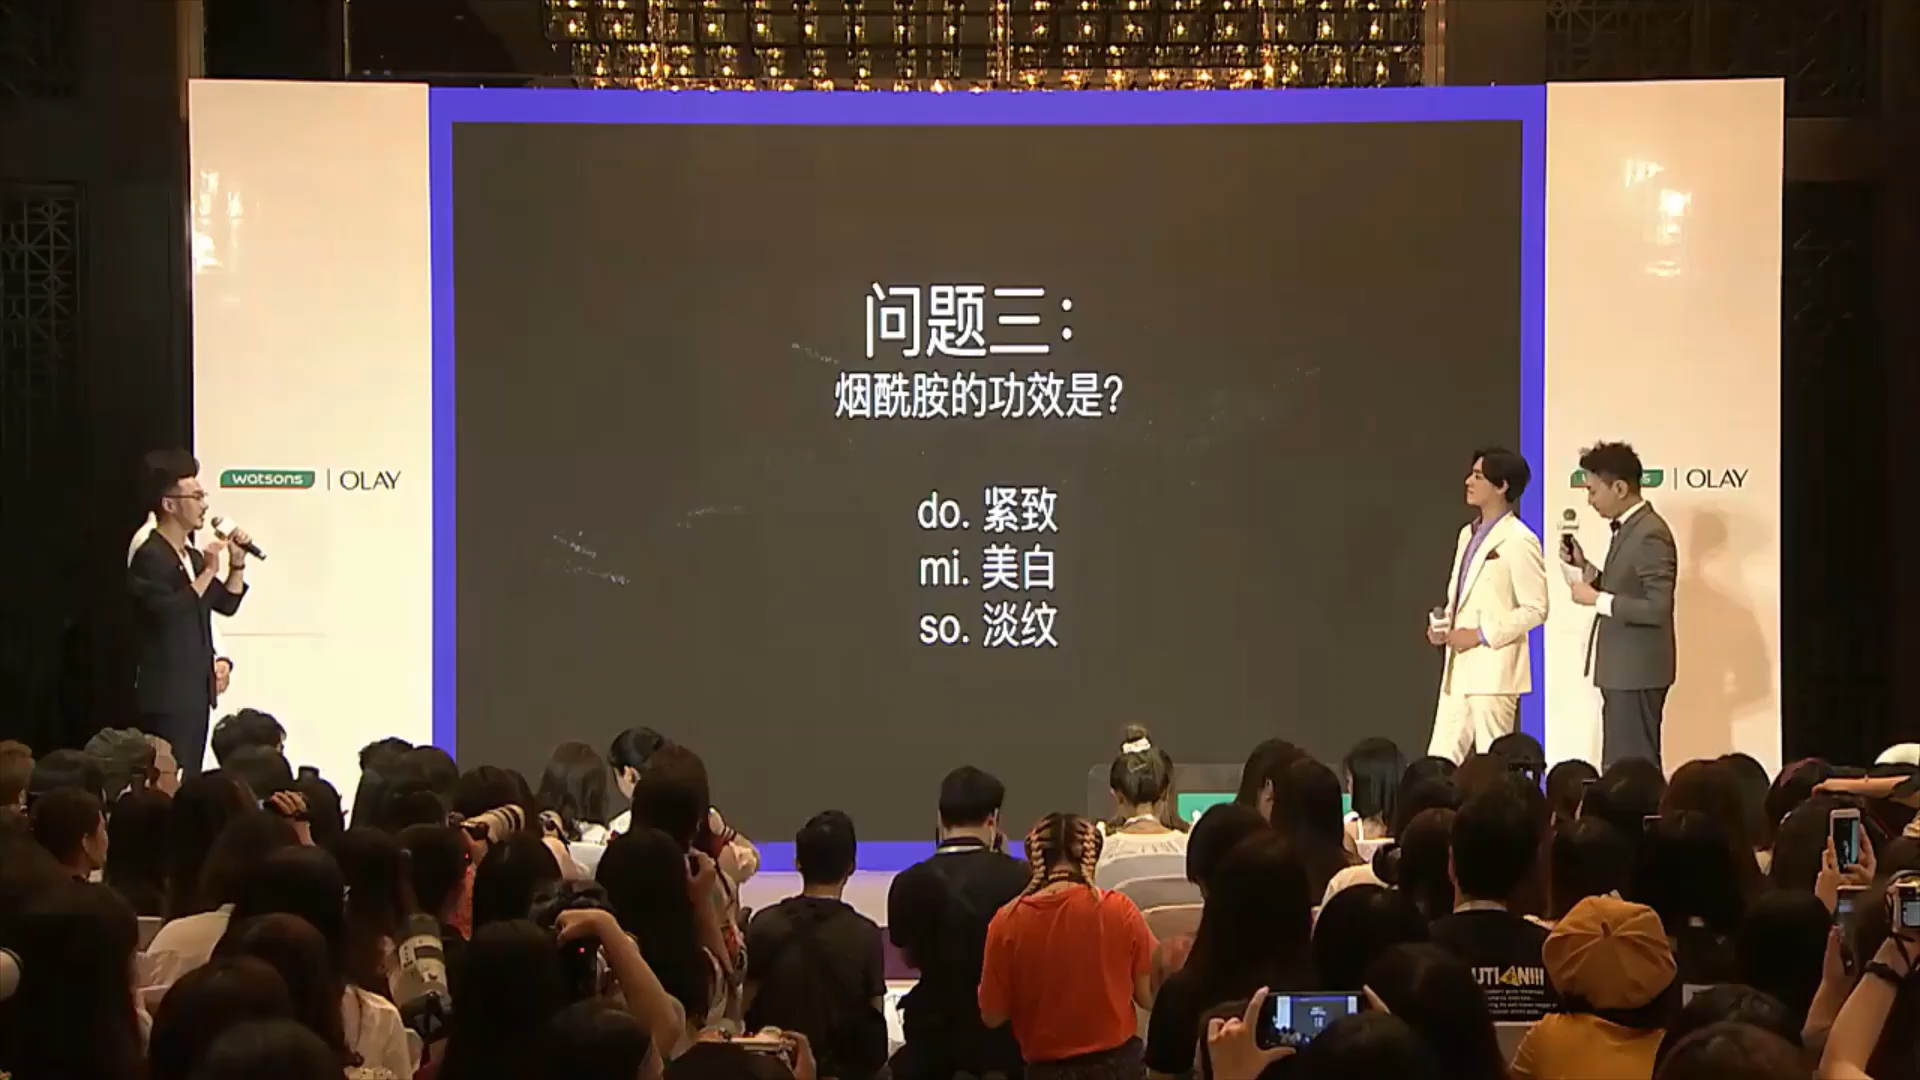 问题三：
烟酰胺的功效是？
do. 紧致
mi. 美白
so. 淡纹
watsons | OLAY
OLAY